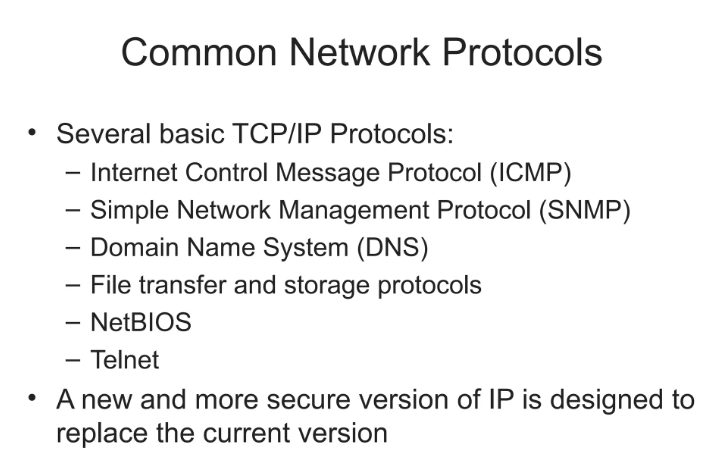 Common Network Protocols
• Several basic TCP/IP Protocols:
– Internet Control Message Protocol (ICMP)
– Simple Network Management Protocol (SNMP)
– Domain Name System (DNS)
– File transfer and storage protocols
– NetBIOS
– Telnet
• A new and more secure version of IP is designed to
replace the current version